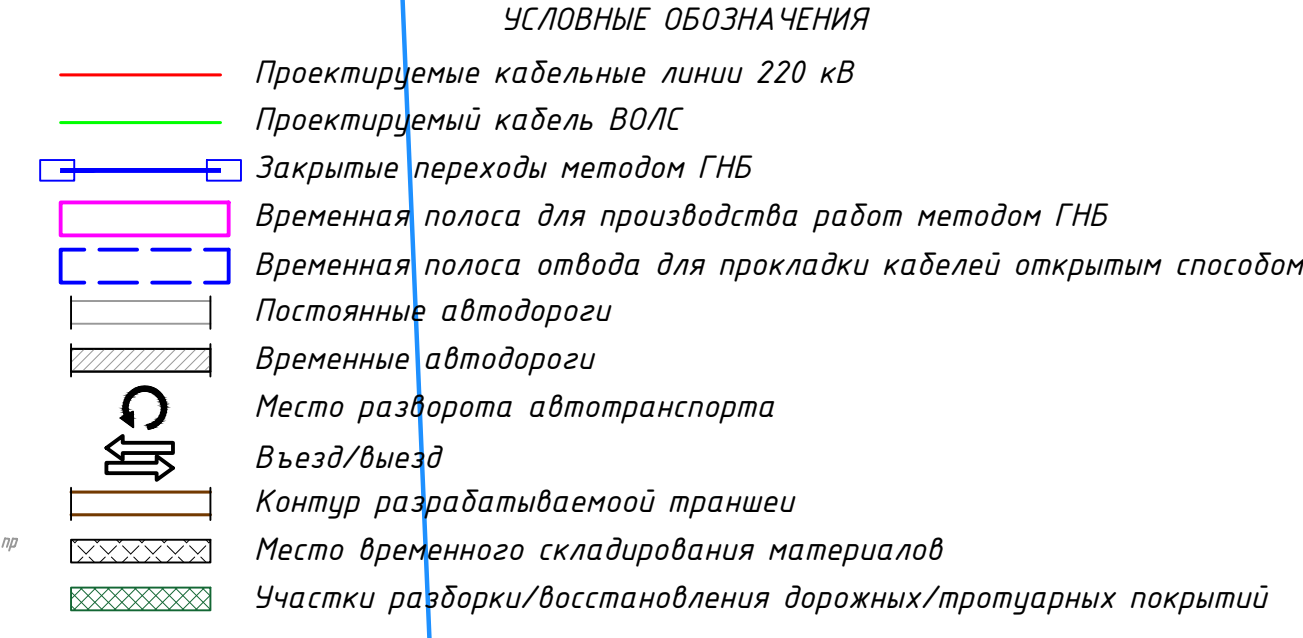 УСЛОВНЫЕ ОБОЗНАЧЕНИЯ
Проектируемые кабельные линии 220 кВ
Проектируемый кабель ВОЛС
Закрытые переходы методом ГНБ
Временная полоса для производства работ методом ГНБ
Временная полоса отвода для прокладки кабелей открытым способом
Постоянные автодороги
Временные автодороги
Место разворота автотранспорта
Въезд/выезд
Контур разрабатываемоой траншеи
пр
Место временного складирования материалов
Участки разборки/восстановления дорожных/тротуарных покрытий